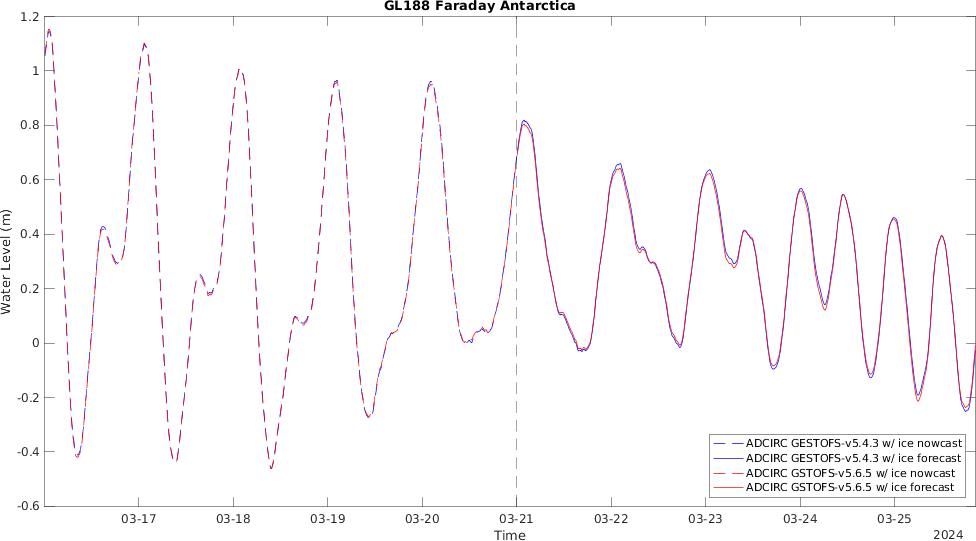 GL188 Faraday Antarctica
1.2
1
0.8
0.6
0.4
0.2
0
-0.2
-0.4
-0.6
Water Level (m)
ADCIRC GESTOFS-v5.4.3 w/ ice nowcast
ADCIRC GESTOFS-v5.4.3 w/ ice forecast
ADCIRC GSTOFS-v5.6.5 w/ ice nowcast
ADCIRC GSTOFS-v5.6.5 w/ ice forecast
03-17 03-18 03-19 03-20 03-21 03-22 03-23 03-24 03-25
Time
2024